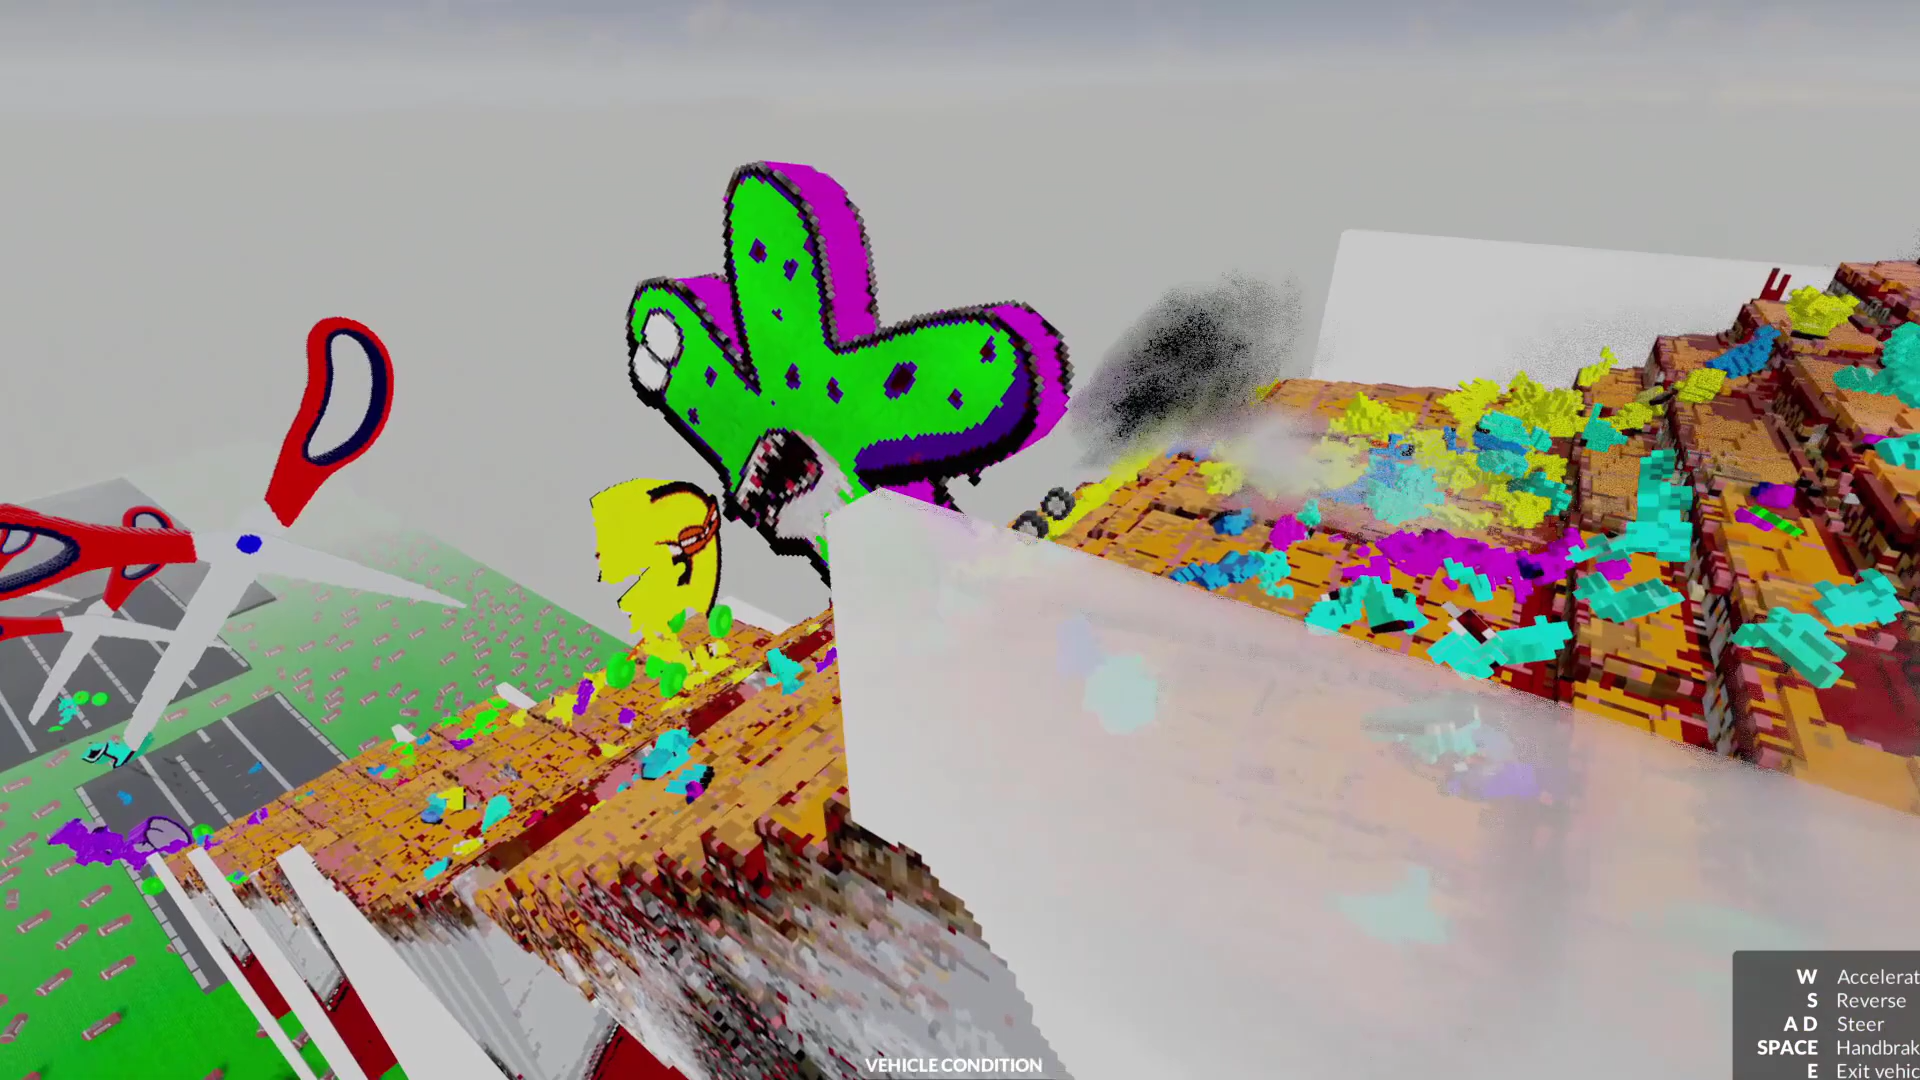 W Accelerat
S Reverse
A D Steer
SPACE Handbrak
E Exit vehic
VEHICLE CONDITION